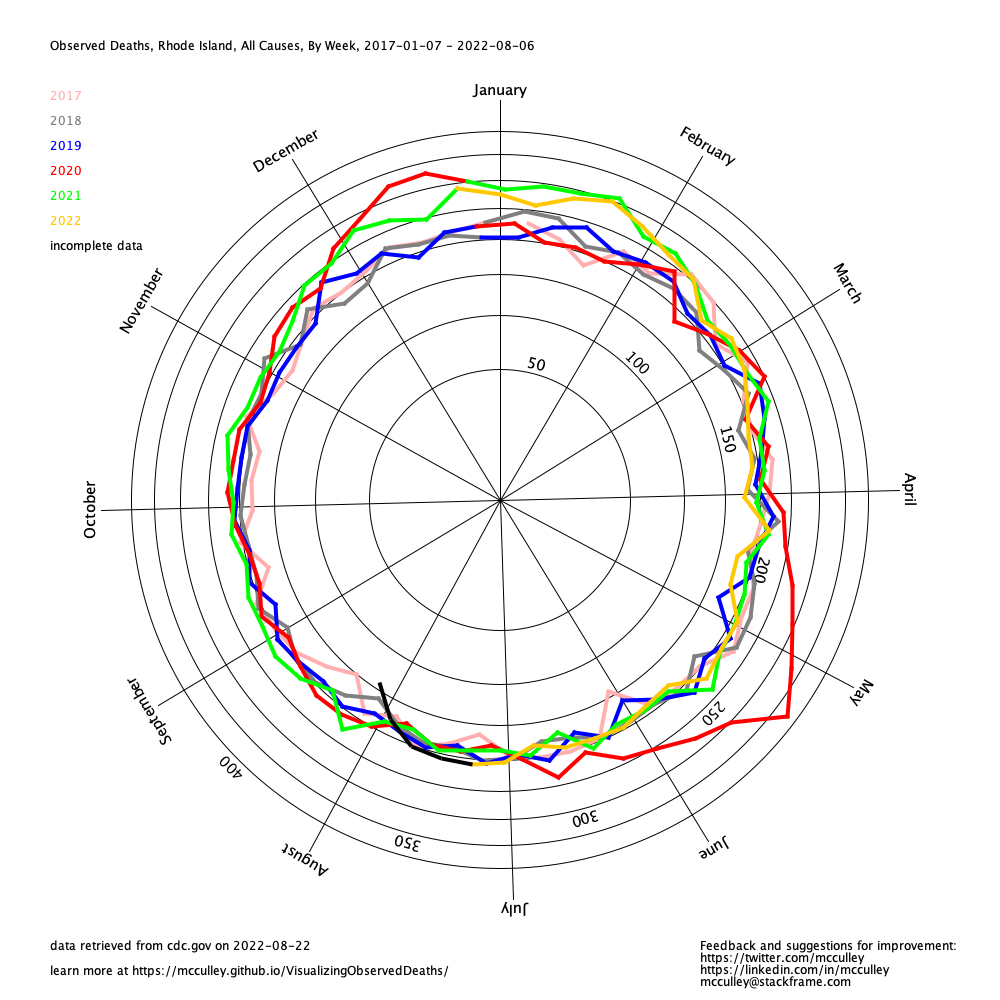 Observed Deaths, Rhode Island, All Causes, By Week, 2017-01-07 - 2022-08-06
2017
2018
2019
2020
2021
2022
incomplete data
January
February
March
April
May
June
July
August
September
October
November
December
50
100
150
200
250
300
350
400
data retrieved from cdc.gov on 2022-08-22
learn more at https://mcculley.github.io/VisualizingObservedDeaths/
Feedback and suggestions for improvement:
https://twitter.com/mcculley
https://linkedin.com/in/mcculley
mcculley@stackframe.com